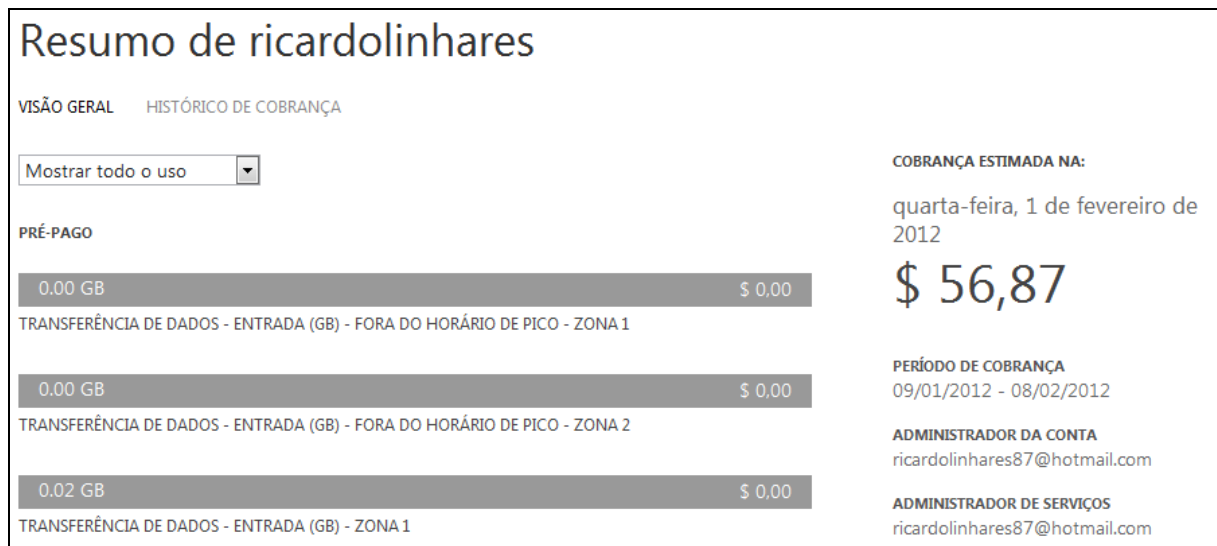 Resumo de ricardolinhares
VISÃO GERAL HISTÓRICO DE COBRANÇA
Mostrar todo o uso
PRÉ-PAGO
0.00 GB $ 0,00
TRANSFERÊNCIA DE DADOS - ENTRADA (GB) - FORA DO HORÁRIO DE PICO - ZONA 1
0.00 GB $ 0,00
TRANSFERÊNCIA DE DADOS - ENTRADA (GB) - FORA DO HORÁRIO DE PICO - ZONA 2
0.02 GB $ 0,00
TRANSFERÊNCIA DE DADOS - ENTRADA (GB) - ZONA 1
COBRANÇA ESTIMADA NA:
quarta-feira, 1 de fevereiro de
2012
$ 56,87
PERÍODO DE COBRANÇA
09/01/2012 - 08/02/2012
ADMINISTRADOR DA CONTA
ricardolinhares87@hotmail.com
ADMINISTRADOR DE SERVIÇOS
ricardolinhares87@hotmail.com